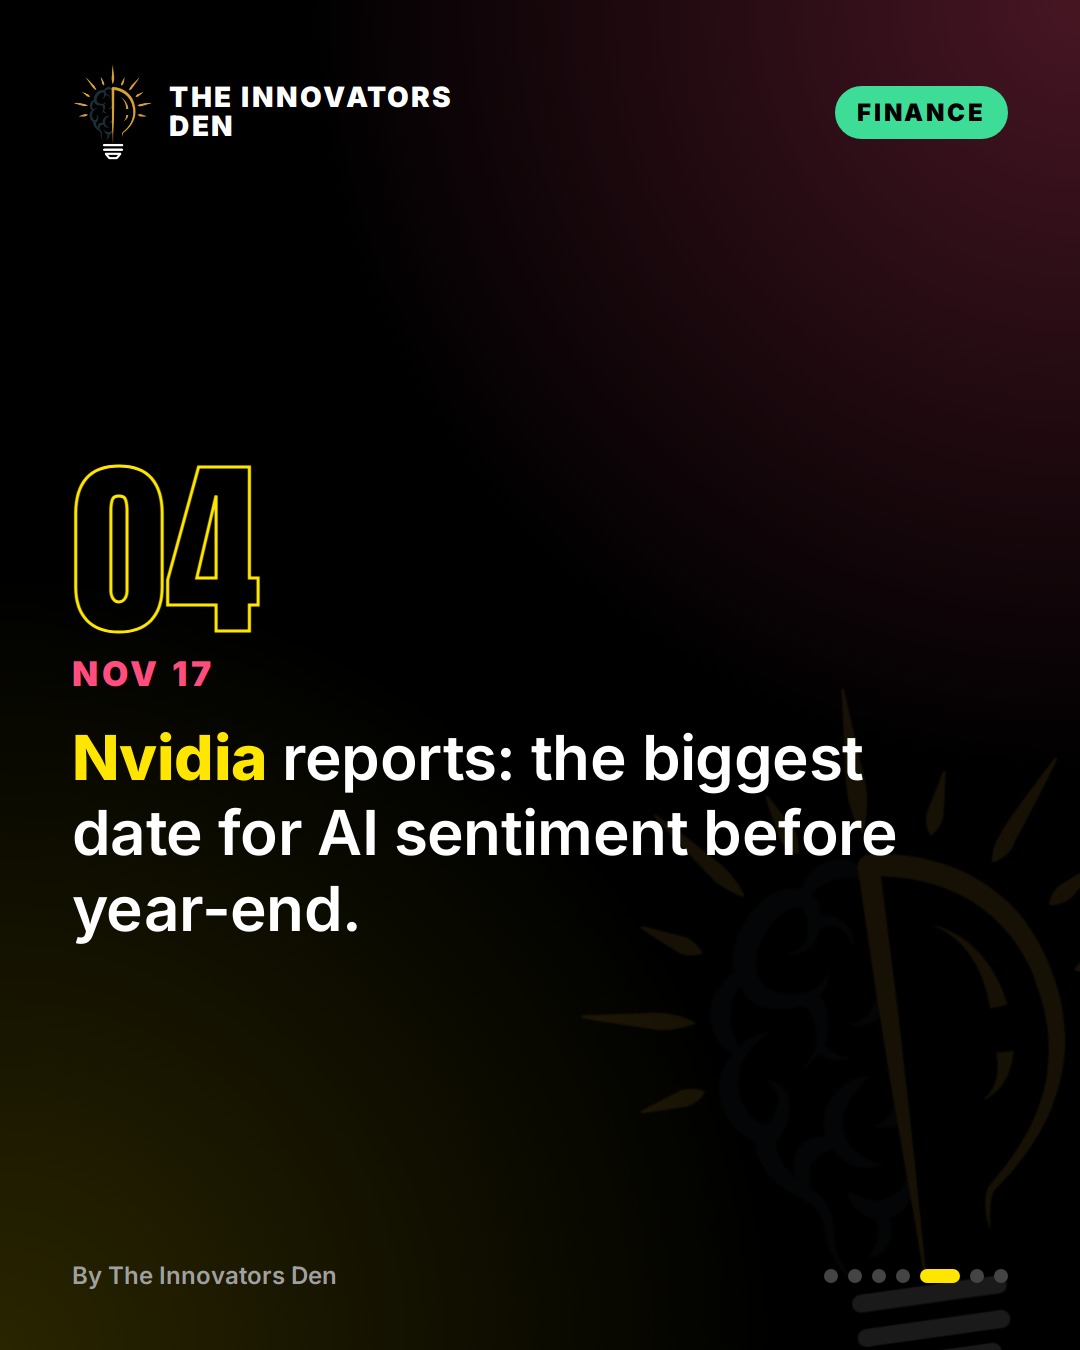 THE INNOVATORS
DEN
FINANCE
04
NOV 17
Nvidia reports: the biggest
date for AI sentiment before
year-end.
By The Innovators Den